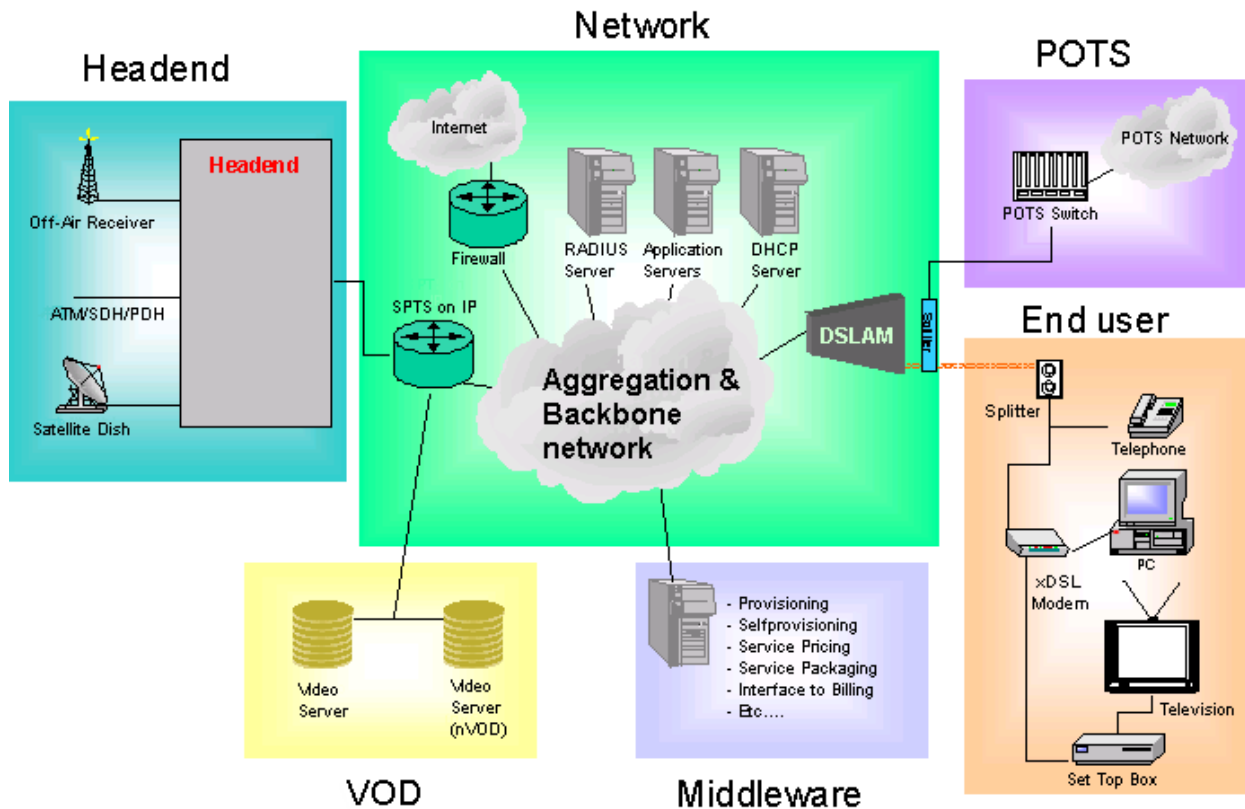 Network
Headend
POTS
Headend
Off-Air Receiver
ATM/SDH/PDH
Satellite Dish
Internet
Firewall
SPTS on IP
RADIUS
Server
Application
Servers
DHCP
Server
Aggregation &
Backbone
network
DSLAM
Splitter
POTS Network
POTS Switch
End user
Splitter
Telephone
PC
xDSL
Modem
Television
Set Top Box
Video
Server
Video
Server
(nVOD)
VOD
- Provisioning
- Selfprovisioning
- Service Pricing
- Service Packaging
- Interface to Billing
- Etc....
Middleware